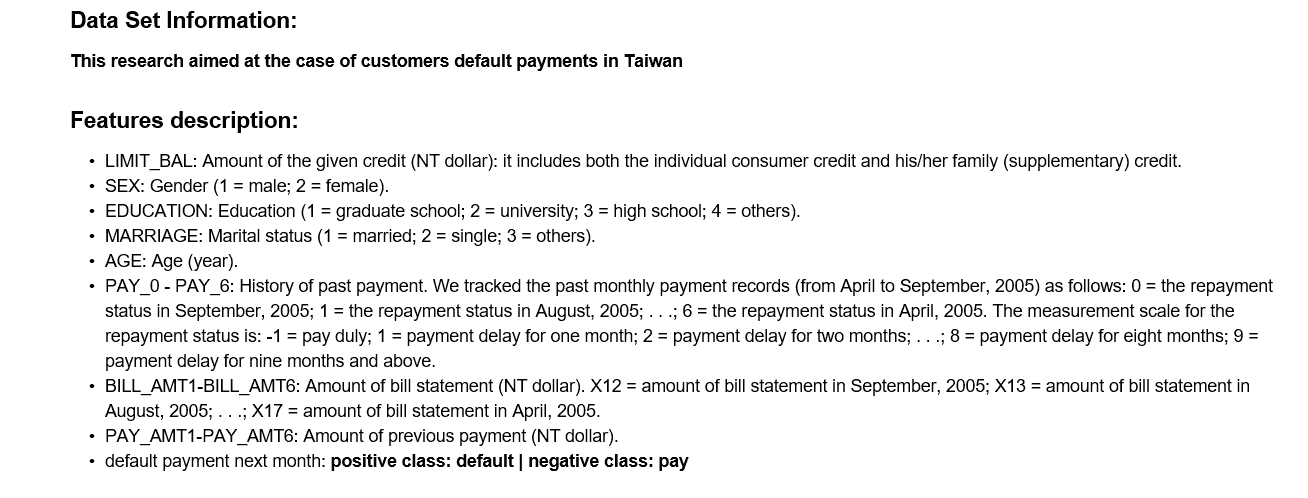 Data Set Information:
This research aimed at the case of customers default payments in Taiwan
Features description:
• LIMIT_BAL: Amount of the given credit (NT dollar): it includes both the individual consumer credit and his/her family (supplementary) credit.
• SEX: Gender (1 = male; 2 = female).
• EDUCATION: Education (1 = graduate school; 2 = university; 3 = high school; 4 = others).
• MARRIAGE: Marital status (1 = married; 2 = single; 3 = others).
• AGE: Age (year).
• PAY_0 - PAY_6: History of past payment. We tracked the past monthly payment records (from April to September, 2005) as follows: 0 = the repayment
status in September, 2005; 1 = the repayment status in August, 2005; . . .; 6 = the repayment status in April, 2005. The measurement scale for the
repayment status is: -1 = pay duly; 1 = payment delay for one month; 2 = payment delay for two months; . . .; 8 = payment delay for eight months; 9 =
payment delay for nine months and above.
• BILL_AMT1-BILL_AMT6: Amount of bill statement (NT dollar). X12 = amount of bill statement in September, 2005; X13 = amount of bill statement in
August, 2005; . . .; X17 = amount of bill statement in April, 2005.
• PAY_AMT1-PAY_AMT6: Amount of previous payment (NT dollar).
• default payment next month: positive class: default | negative class: pay